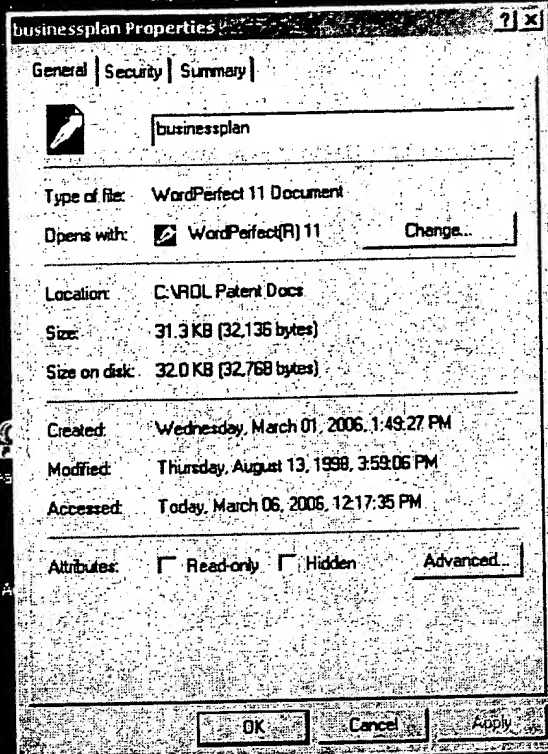 businessplan Properties
General Security Summary
businessplan
Type of file: WordPerfect 11 Document
Opens with: WordPerfect(R) 11 Change...
Location: C:\ROL Patent Docs
Size: 31.3 KB (32,136 bytes)
Size on disk: 32.0 KB (32,768 bytes)
Created: Wednesday, March 01, 2006, 1:49:27 PM
Modified: Thursday, August 13, 1998, 3:59:06 PM
Accessed: Today, March 06, 2006, 12:17:35 PM
Attributes: Read-only Hidden Advanced...
OK Cancel Apply